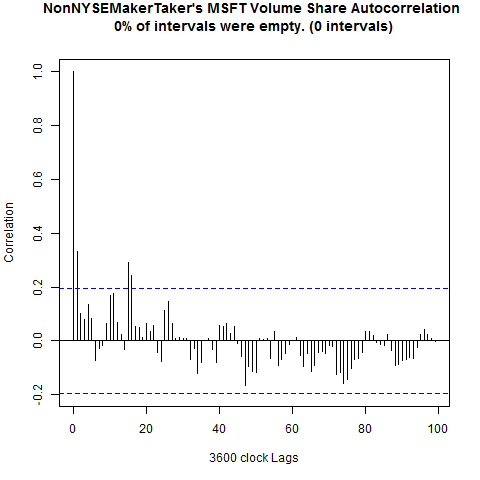 NonNYSEMakerTaker's MSFT Volume Share Autocorrelation
0% of intervals were empty. (0 intervals)
1.0
0.8
0.6
0.4
0.2
0.0
-0.2
Correlation
0 20 40 60 80 100
3600 clock Lags